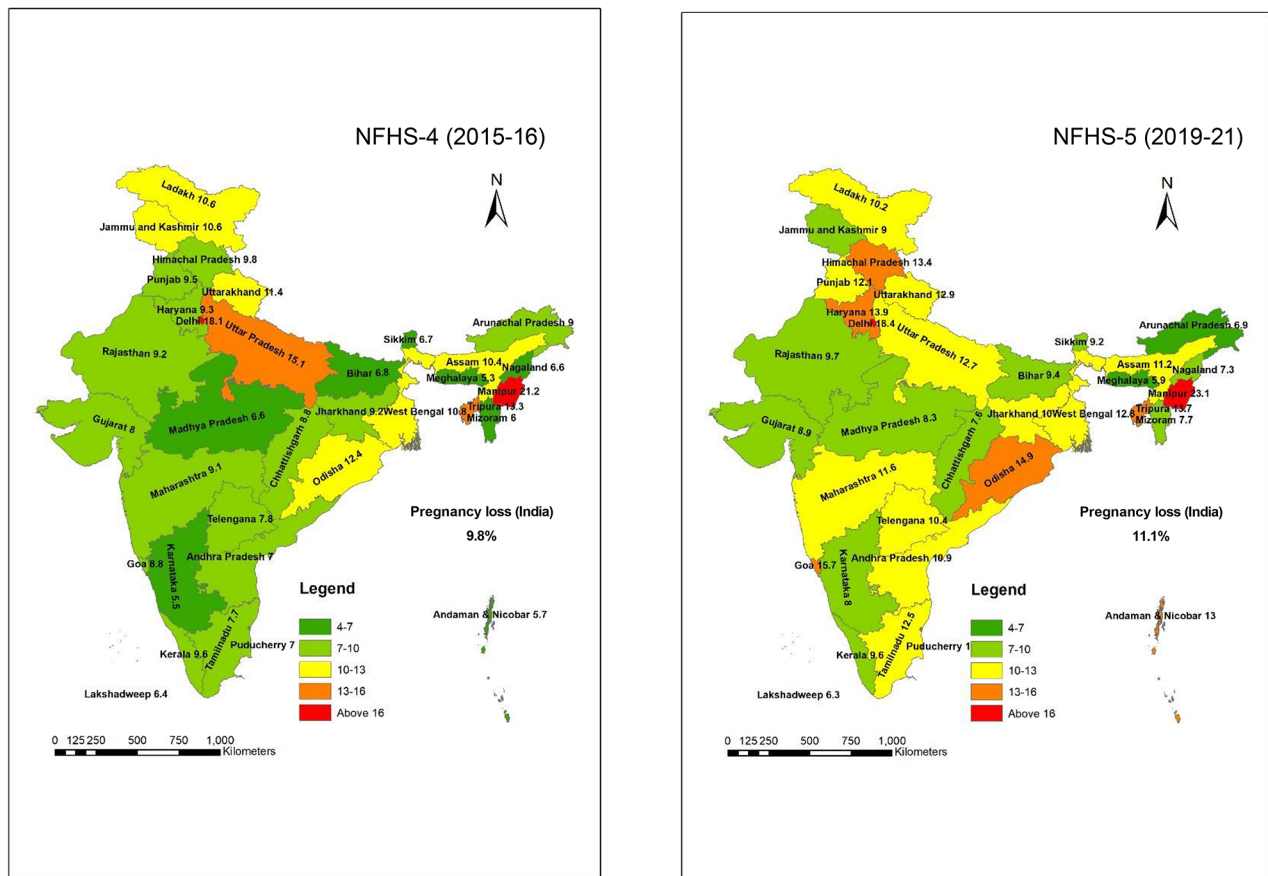 NFHS-4 (2015-16)
N
Ladakh 10.6
Jammu and Kashmir 10.6
Himachal Pradesh 9.8
Punjab 9.5
Uttarakhand 11.4
Haryana 9.3
Delhi 18.1
Uttar Pradesh 15.1
Arunachal Pradesh 9
Sikkim 6.7
Rajasthan 9.2
Assam 10.4
Nagaland 6.6
Bihar 6.8
Meghalaya 5.3
Manipur 21.2
Tripura 13.3
Mizoram 6
Jharkhand 9.2
West Bengal 10.8
Gujarat 8
Madhya Pradesh 6.6
Chhattishgarh 8.8
Odisha 12.4
Maharashtra 9.1
Telengana 7.8
Pregnancy loss (India)
9.8%
Goa 8.8
Karnataka 5.5
Andhra Pradesh 7
Legend
4-7
7-10
10-13
13-16
Above 16
Andaman & Nicobar 5.7
Kerala 9.6
Tamilnadu 7.7
Puducherry 7
Lakshadweep 6.4
0 125 250 500 750 1,000
Kilometers
NFHS-5 (2019-21)
N
Ladakh 10.2
Jammu and Kashmir 9
Himachal Pradesh 13.4
Punjab 12.1
Uttarakhand 12.9
Haryana 13.9
Delhi 18.4
Uttar Pradesh 12.7
Arunachal Pradesh 6.9
Sikkim 9.2
Rajasthan 9.7
Assam 11.2
Nagaland 7.3
Bihar 9.4
Meghalaya 5.9
Manipur 23.1
Tripura 13.7
Mizoram 7.7
Jharkhand 10
West Bengal 12.8
Gujarat 8.9
Madhya Pradesh 8.3
Chhattishgarh 7.6
Odisha 14.9
Maharashtra 11.6
Telengana 10.4
Pregnancy loss (India)
11.1%
Goa 15.7
Karnataka 8
Andhra Pradesh 10.9
Legend
4-7
7-10
10-13
13-16
Above 16
Andaman & Nicobar 13
Kerala 9.6
Tamilnadu 12.5
Puducherry
Lakshadweep 6.3
0 125 250 500 750 1,000
Kilometers